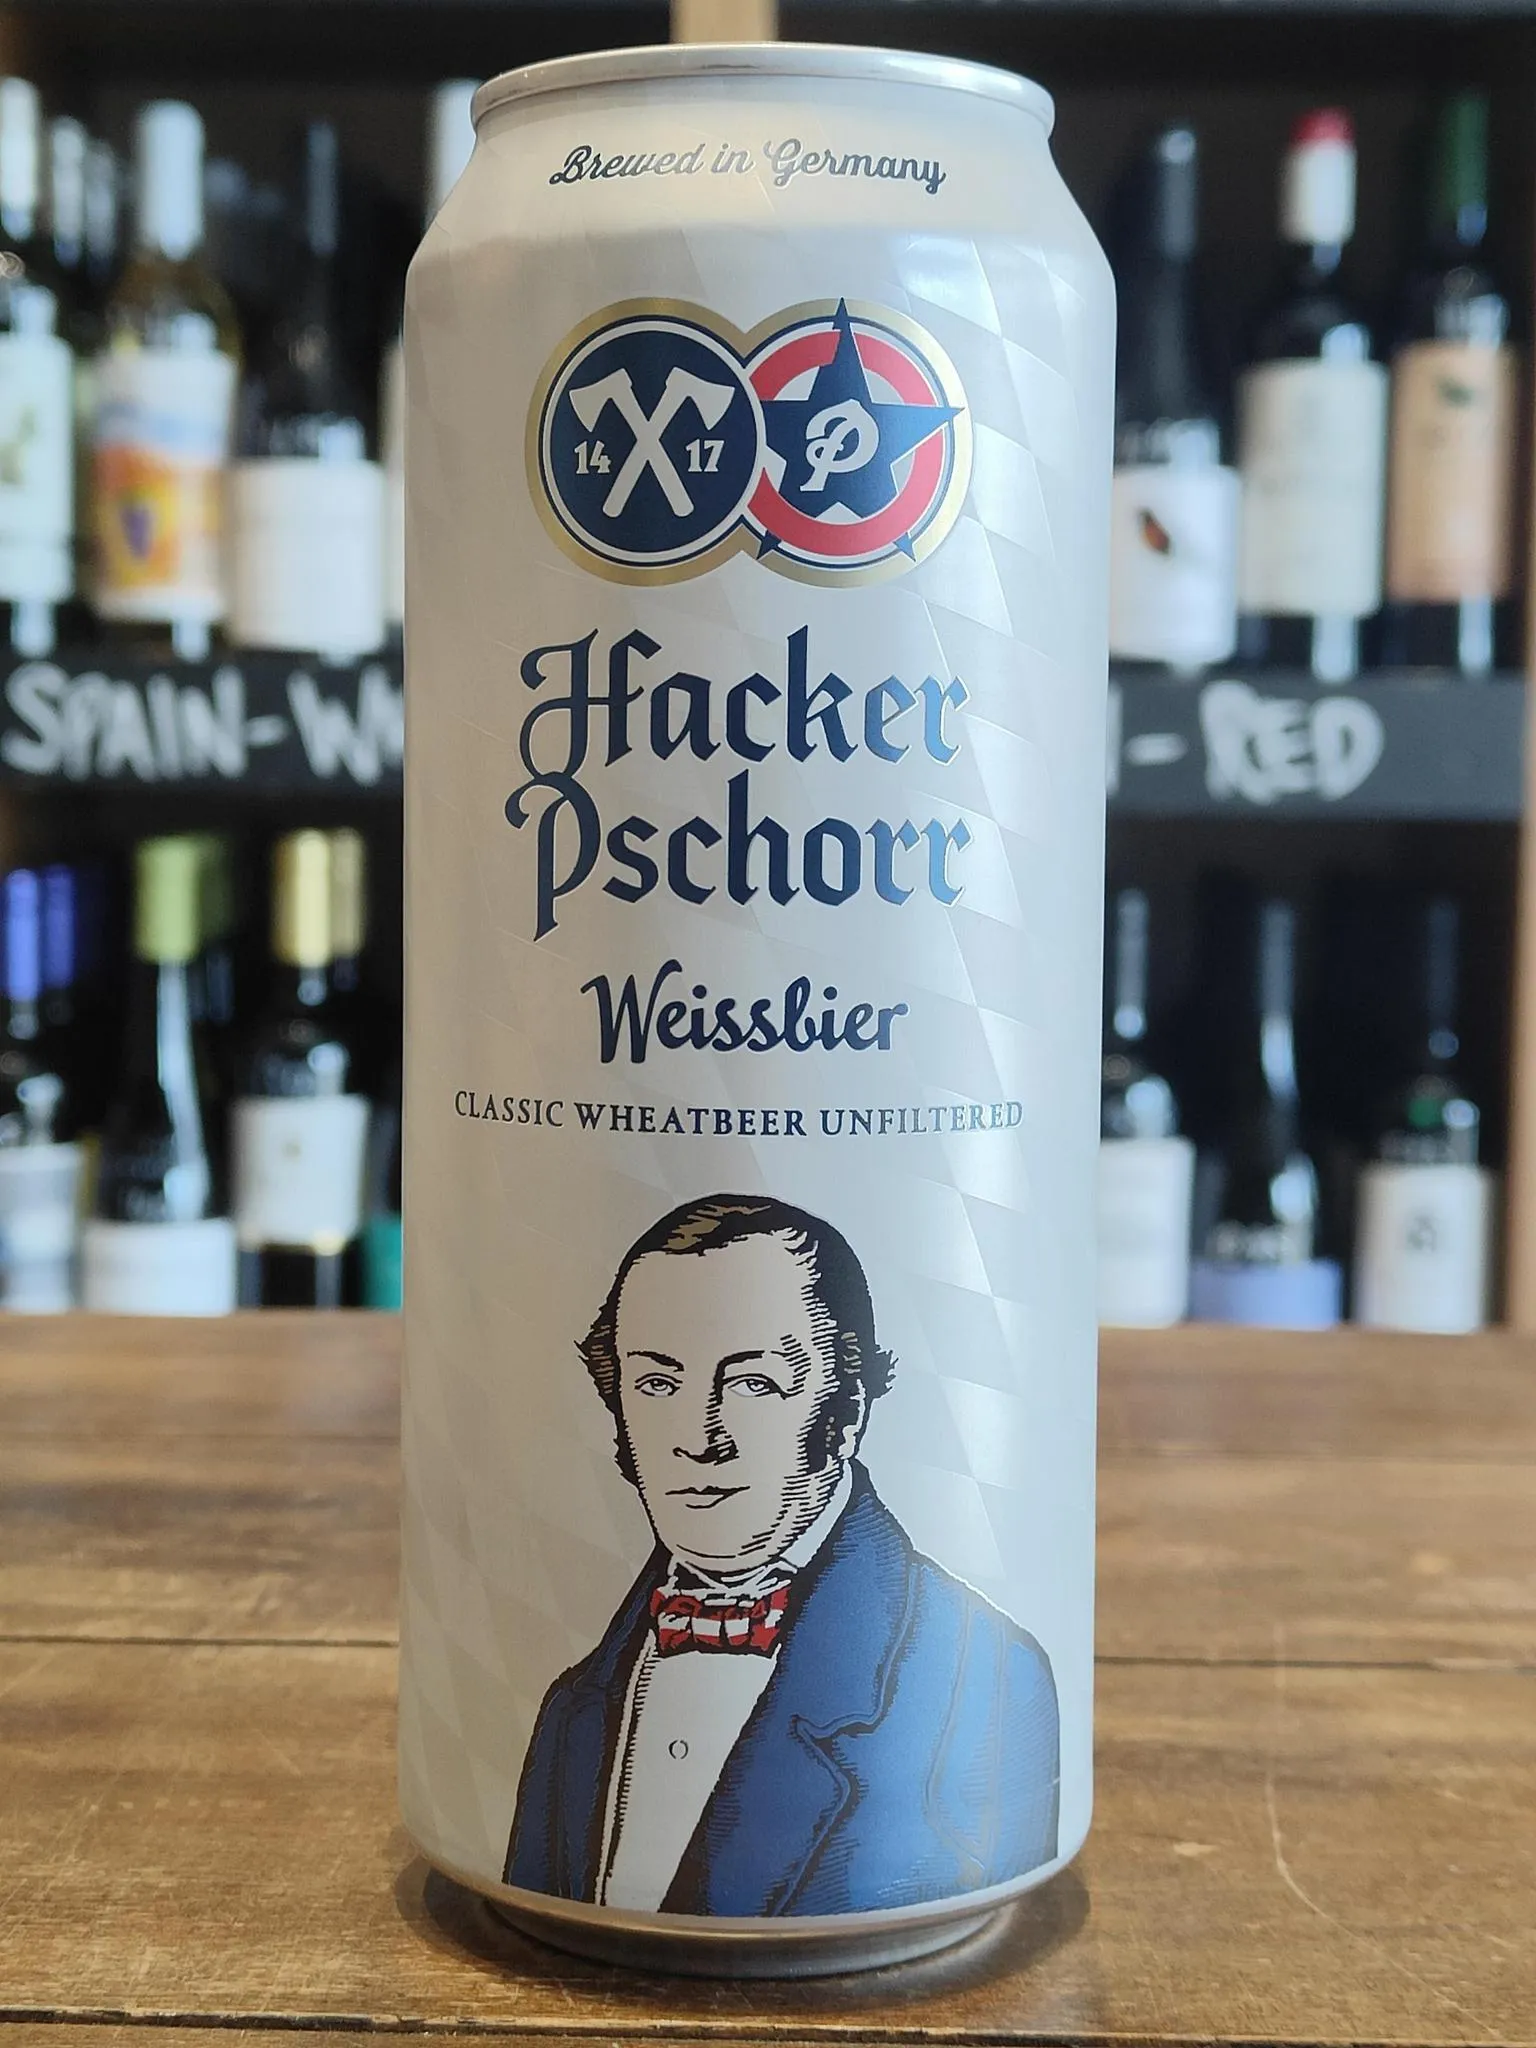 Brewed in Germany
14 17
P
Hacker
Pschorr
Weissbier
CLASSIC WHEATBEER UNFILTERED
SPAIN-
- RED